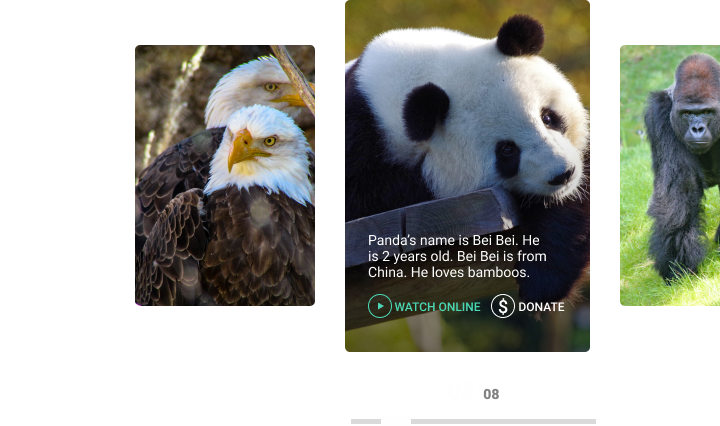 Panda's name is Bei Bei. He
is 2 years old. Bei Bei is from
China. He loves bamboos.
WATCH ONLINE $ DONATE
08